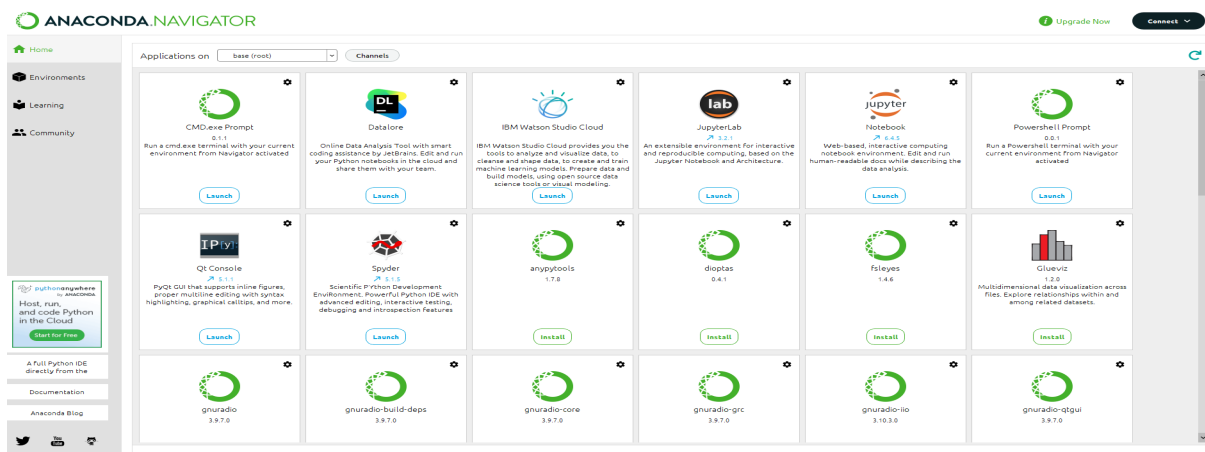 ANACONDA.NAVIGATOR
Upgrade Now
Connect
Home
Environments
Learning
Community
Applications on
base (root)
Channels
CMD.exe Prompt
0.1.1
Run a cmd.exe terminal with your current
environment from Navigator activated
Launch
DL
Datalore
Online Data Analysis Tool with smart
coding assistance by JetBrains. Edit and run
your Python notebooks in the cloud and
share them with your team.
Launch
IBM Watson Studio Cloud
IBM Watson Studio Cloud provides you the
tools to analyze and visualize data, to
cleanse and shape data, to create and train
machine learning models. Prepare data and
build models, using open source data
science tools or visual modeling.
Launch
lab
JupyterLab
3.2.1
An extensible environment for interactive
and reproducible computing, based on the
Jupyter Notebook and Architecture.
Launch
jupyter
Notebook
6.4.5
Web-based, interactive computing
notebook environment. Edit and run
human-readable docs while describing the
data analysis.
Launch
Powershell Prompt
0.0.1
Run a Powershell terminal with your
current environment from Navigator
activated
Launch
IP[y]:
Qt Console
5.1.1
PyQt GUI that supports inline figures,
proper multiline editing with syntax
highlighting, graphical calltips, and more.
Launch
Spyder
5.1.5
Scientific PYthon Development
EnviRonment. Powerful Python IDE with
advanced editing, interactive testing,
debugging and introspection features
Launch
anypytools
1.7.8
Install
dioptas
0.4.1
Install
fsleyes
1.4.6
Install
Glueviz
1.2.0
Multidimensional data visualization across
files. Explore relationships within and
among related datasets.
Install
gnuradio
3.9.7.0
gnuradio-build-deps
3.9.7.0
gnuradio-core
3.9.7.0
gnuradio-grc
3.9.7.0
gnuradio-iio
3.10.3.0
gnuradio-qtgui
3.9.7.0
pythonanywhere
by ANACONDA
Host, run,
and code Python
in the Cloud
Start for Free
A full Python IDE
directly from the
Documentation
Anaconda Blog
You
Tube